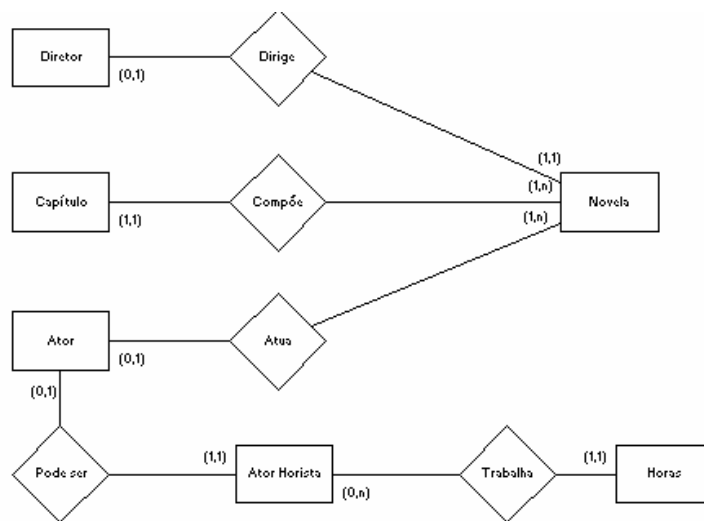 Diretor
(0,1)
Dirige
(1,1)
Capítulo
(1,1)
Compõe
(1,n)
Novela
(1,n)
Ator
(0,1)
Atua
(0,1)
Pode ser
(1,1)
Ator Horista
(0,n)
Trabalha
(1,1)
Horas